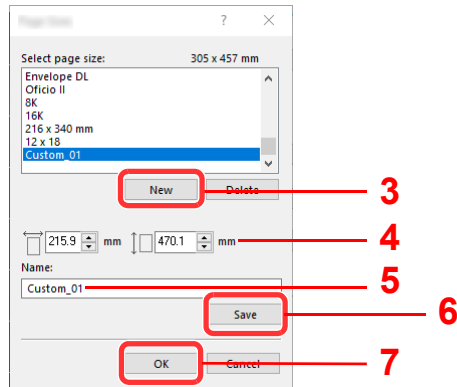 ?
Select page size: 305 x 457 mm
Envelope DL
Oficio II
8K
16K
216 x 340 mm
12 x 18
Custom_01
New Delete 3
215.9 mm 470.1 mm 4
Name:
Custom_01 5
Save 6
OK Cancel 7